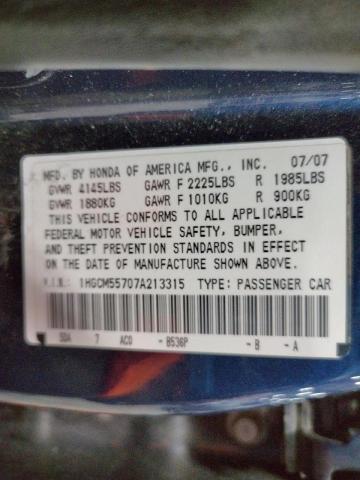 MFD. BY HONDA OF AMERICA MFG., INC. 07/07
GVWR 4145LBS GAWR F 2225LBS R 1985LBS
GVWR 1880KG GAWR F 1010KG R 900KG
THIS VEHICLE CONFORMS TO ALL APPLICABLE
FEDERAL MOTOR VEHICLE SAFETY, BUMPER,
AND THEFT PREVENTION STANDARDS IN EFFECT
ON THE DATE OF MANUFACTURE SHOWN ABOVE.
V.I.N. 1HGCM55707A213315 TYPE: PASSENGER CAR
SDA 7 AC0 - B536P - B - A